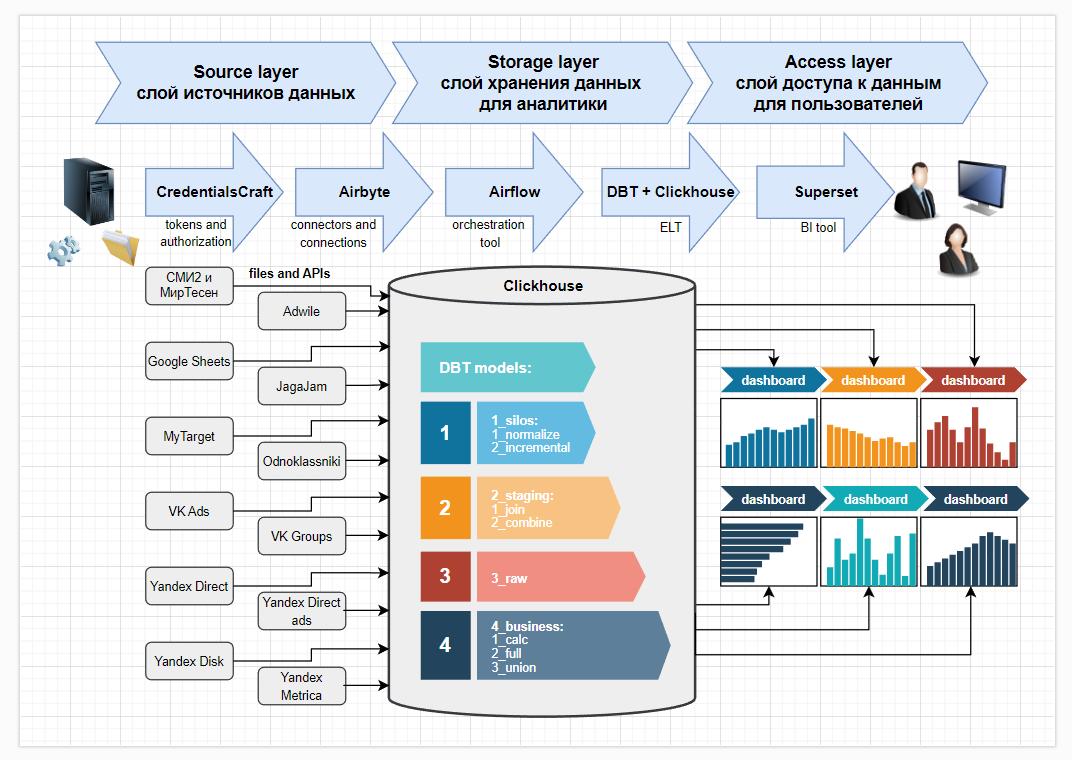 Source layer
слой источников данных
Storage layer
слой хранения данных
для аналитики
Access layer
слой доступа к данным
для пользователей
CredentialsCraft
tokens and
authorization
Airbyte
connectors and
connections
Airflow
orchestration
tool
DBT + Clickhouse
ELT
Superset
BI tool
files and APIs
СМИ2 и
МирТесен
Adwile
Google Sheets
JagaJam
MyTarget
Odnoklassniki
VK Ads
VK Groups
Yandex Direct
Yandex Direct
ads
Yandex Disk
Yandex
Metrica
Clickhouse
DBT models:
1
1_silos:
1_normalize
2_incremental
2
2_staging:
1_join
2_combine
3
3_raw
4
4_business:
1_calc
2_full
3_union
dashboard
dashboard
dashboard
dashboard
dashboard
dashboard